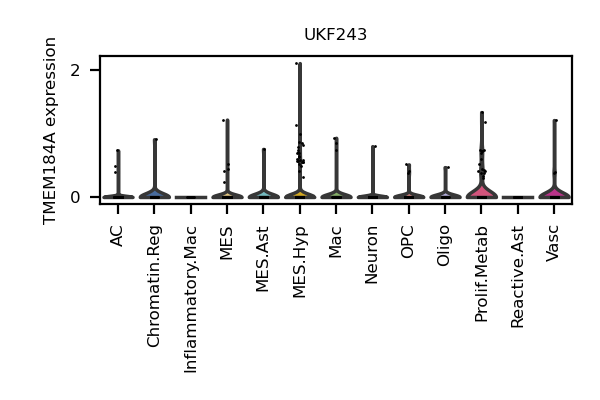 UKF243
TMEM184A expression
2
0
AC
Chromatin.Reg
Inflammatory.Mac
MES
MES.Ast
MES.Hyp
Mac
Neuron
OPC
Oligo
Prolif.Metab
Reactive.Ast
Vasc